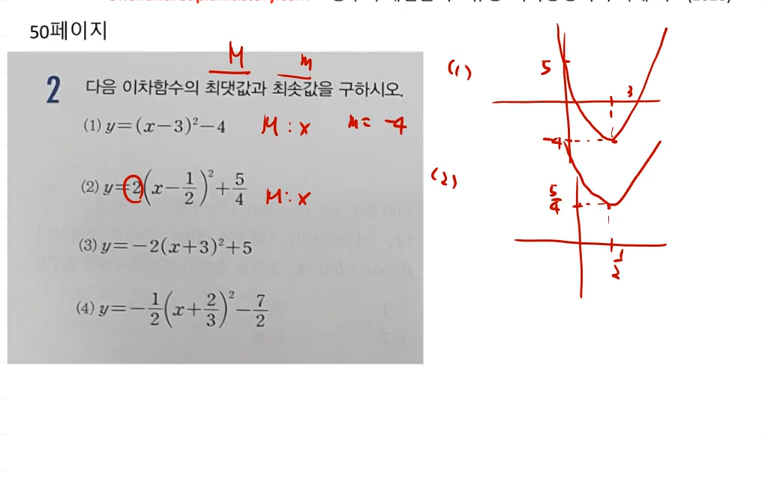 50페이지
M m
2 다음 이차함수의 최댓값과 최솟값을 구하시오.
(1) y=(x−3)²−4 M : x m = -4
(2) y=2(x−1/2)²+5/4 M : x
(3) y=−2(x+3)²+5
(4) y=−1/2(x+2/3)²−7/2
(1)
5
3
-4
(2)
5/4
1/2